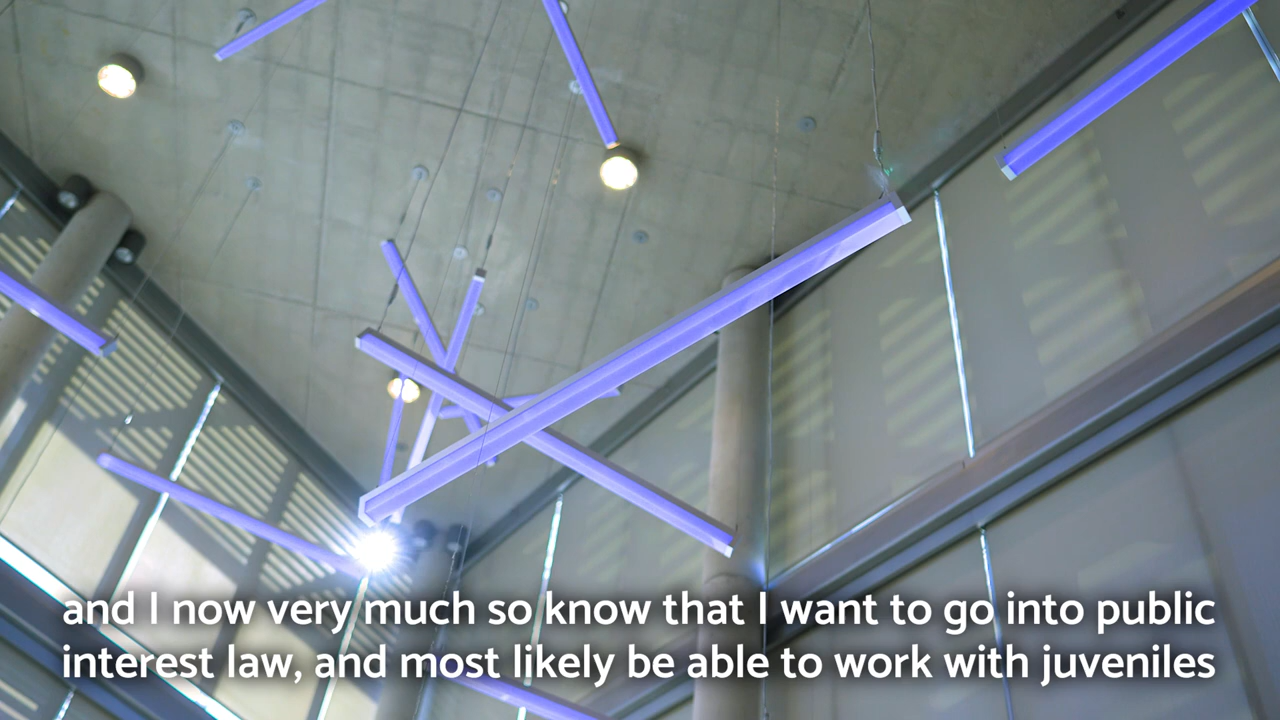 and I now very much so know that I want to go into public
interest law, and most likely be able to work with juveniles